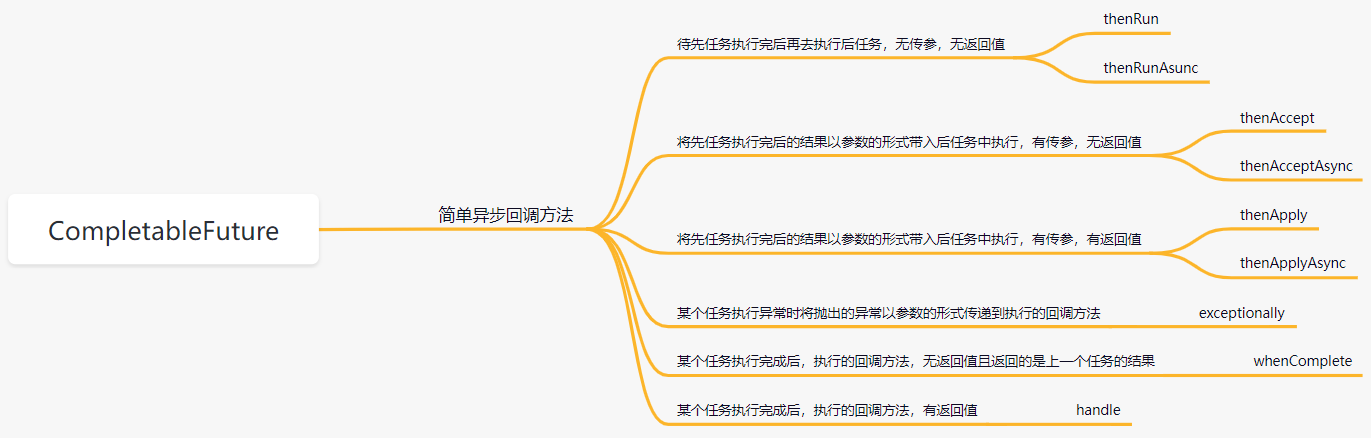 CompletableFuture
简单异步回调方法
待先任务执行完后再去执行后任务，无传参，无返回值
thenRun
thenRunAsunc
将先任务执行完后的结果以参数的形式带入后任务中执行，有传参，无返回值
thenAccept
thenAcceptAsync
将先任务执行完后的结果以参数的形式带入后任务中执行，有传参，有返回值
thenApply
thenApplyAsync
某个任务执行异常时将抛出的异常以参数的形式传递到执行的回调方法
exceptionally
某个任务执行完成后，执行的回调方法，无返回值且返回的是上一个任务的结果
whenComplete
某个任务执行完成后，执行的回调方法，有返回值
handle